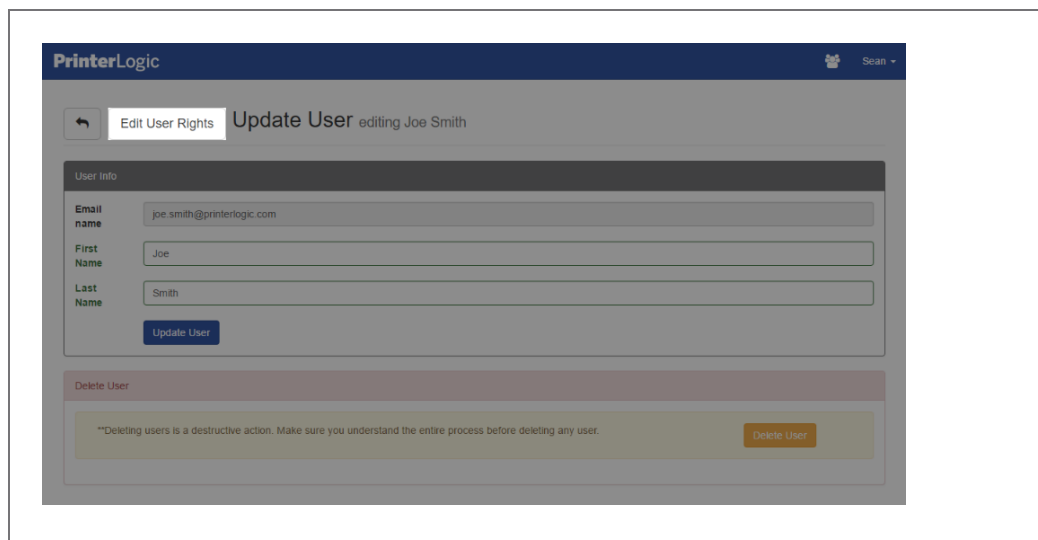 PrinterLogic
Sean
Edit User Rights Update User editing Joe Smith
User Info
Email
name
joe.smith@printerlogic.com
First
Name
Joe
Last
Name
Smith
Update User
Delete User
**Deleting users is a destructive action. Make sure you understand the entire process before deleting any user.
Delete User